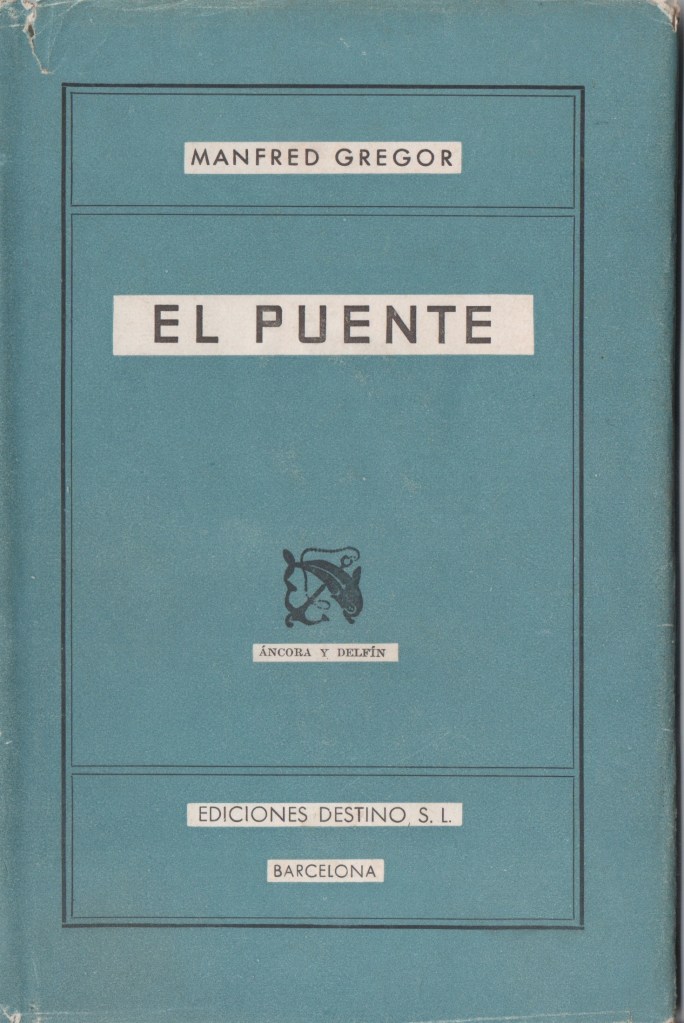 MANFRED GREGOR
EL PUENTE
ÁNCORA Y DELFÍN
EDICIONES DESTINO, S. L.
BARCELONA